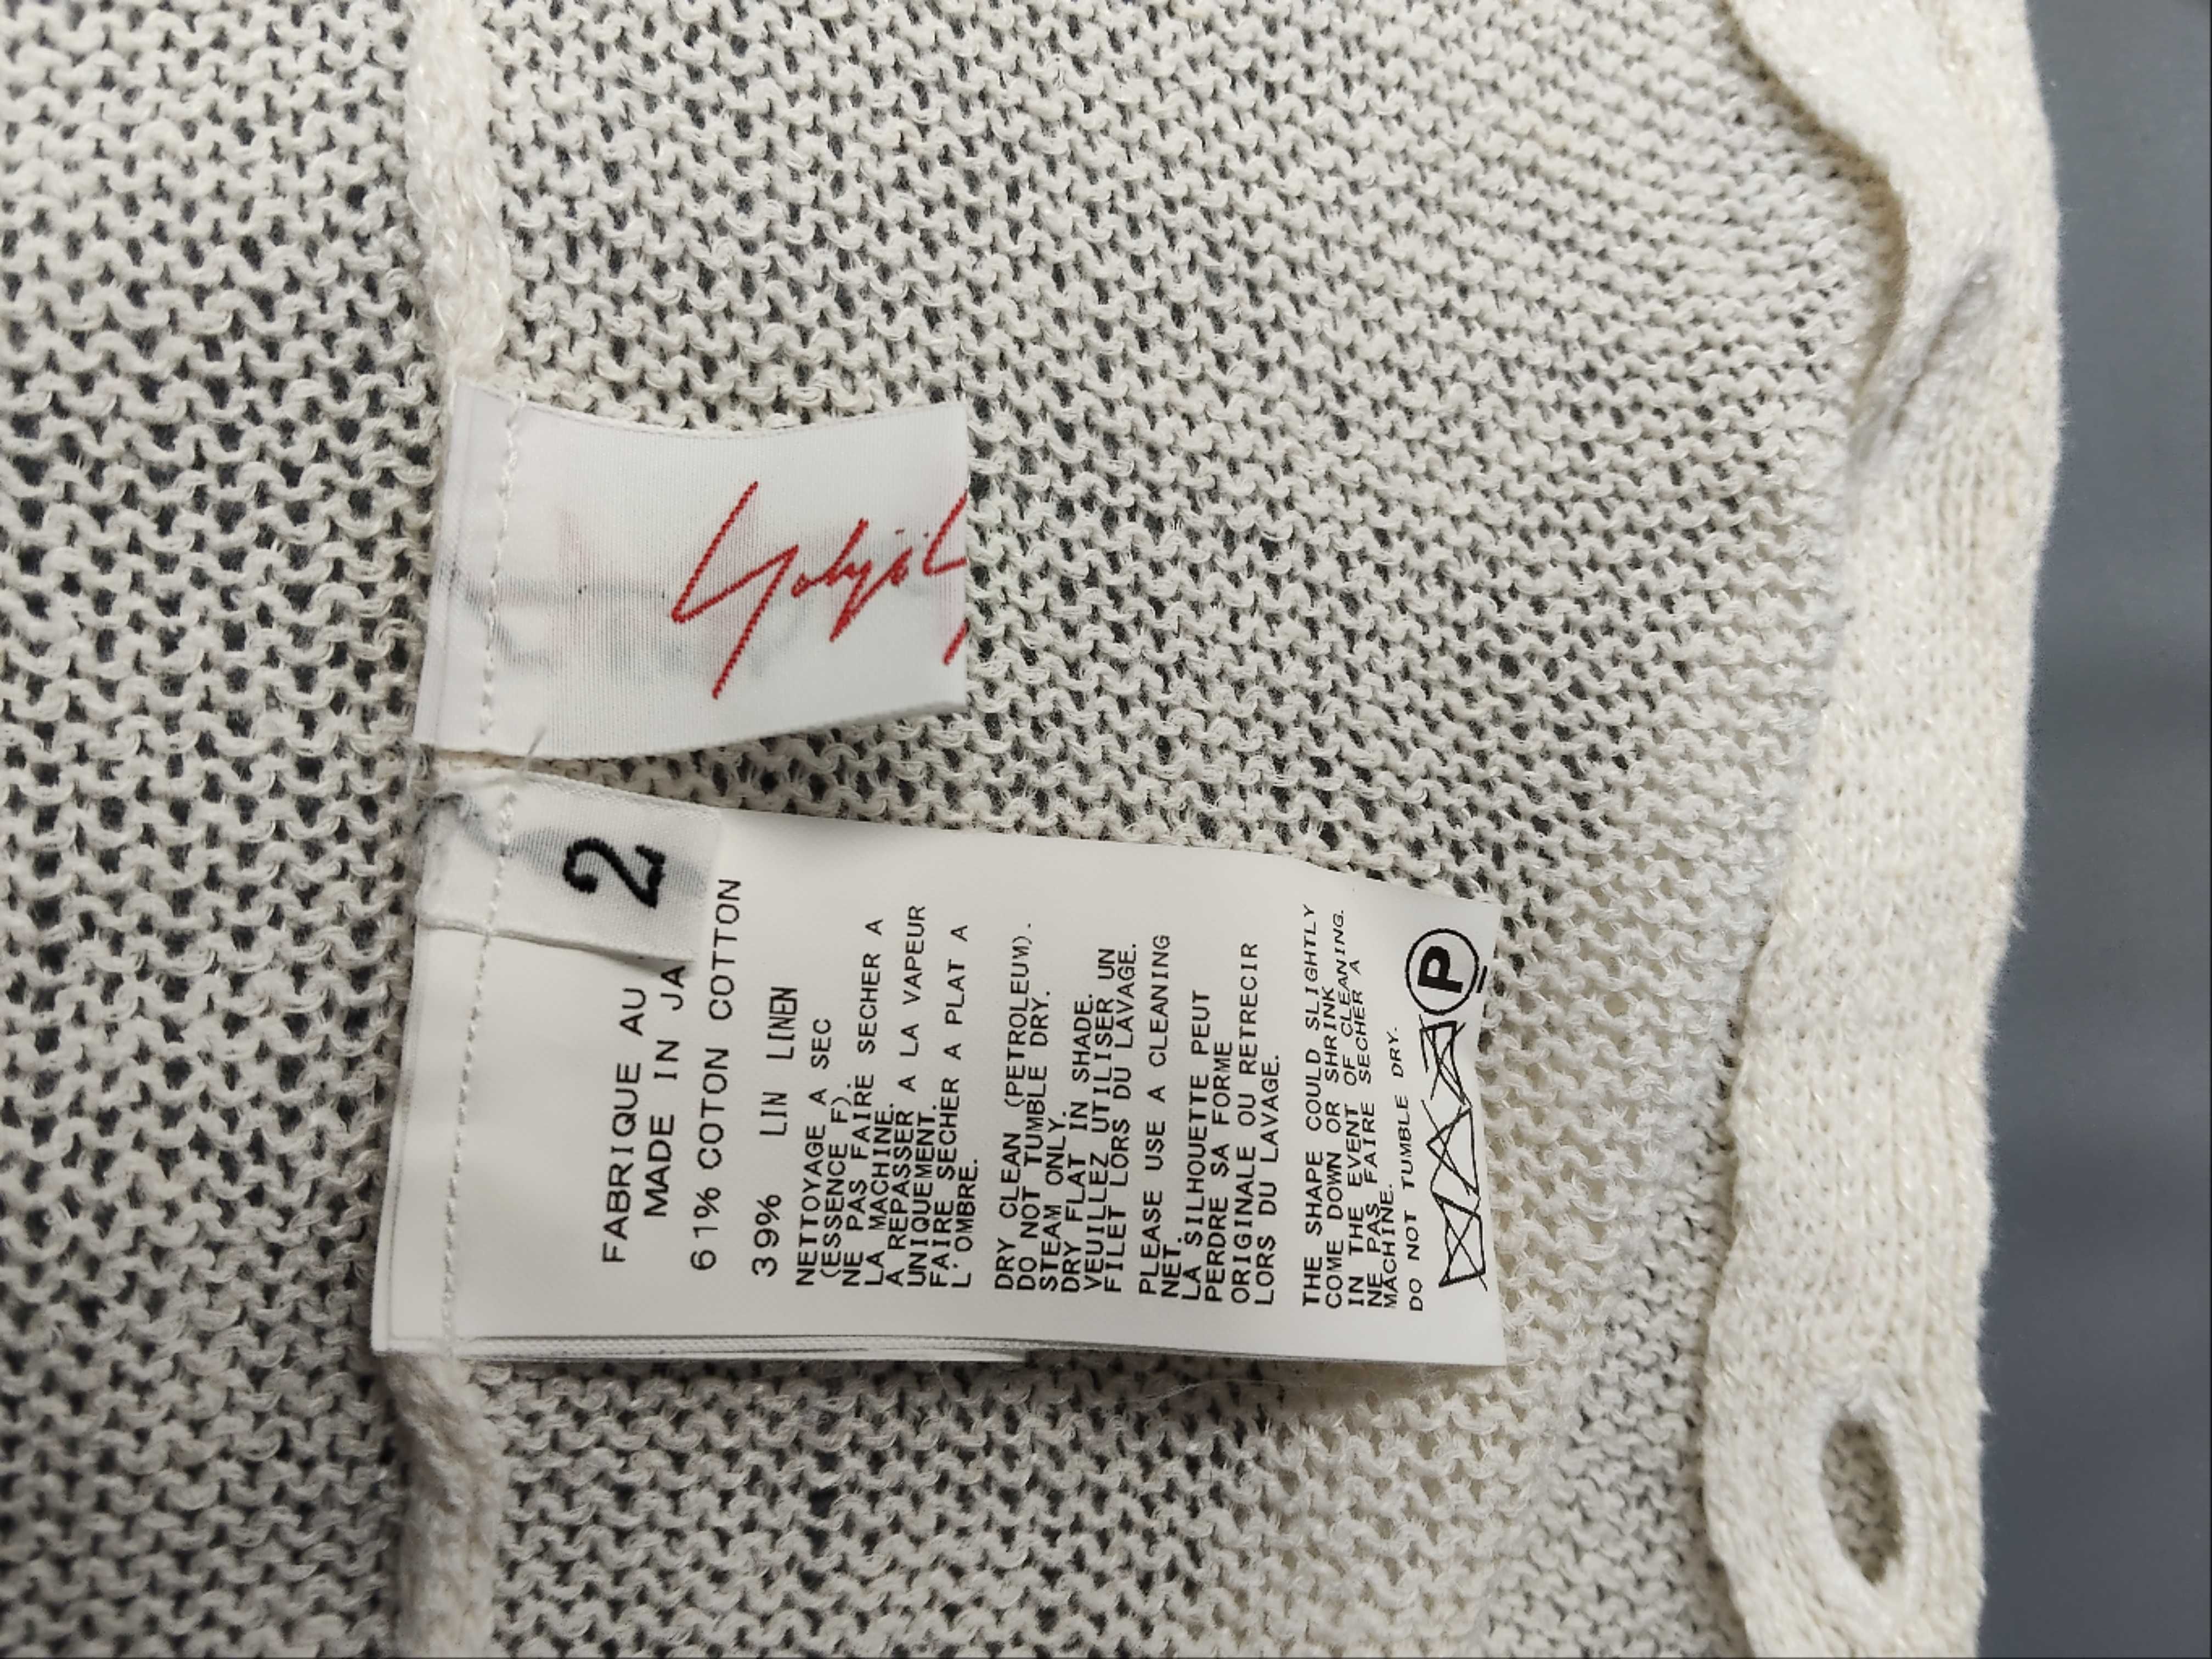 Yohji
2
FABRIQUE AU
MADE IN JA
61% COTON COTTON
39% LIN LINEN
NETTOYAGE A SEC
(ESSENCE F).
NE PAS FAIRE SECHER A
LA MACHINE.
A REPASSER A LA VAPEUR
UNIQUEMENT.
FAIRE SECHER A PLAT A
L'OMBRE.
DRY CLEAN (PETROLEUM).
DO NOT TUMBLE DRY.
STEAM ONLY.
DRY FLAT IN SHADE.
VEUILLEZ UTILISER UN
FILET LORS DU LAVAGE.
PLEASE USE A CLEANING
NET.
LA SILHOUETTE PEUT
PERDRE SA FORME
ORIGINALE OU RETRECIR
LORS DU LAVAGE.
THE SHAPE COULD SLIGHTLY
COME DOWN OR SHRINK
IN THE EVENT OF CLEANING.
NE PAS FAIRE SECHER A
MACHINE.
DO NOT TUMBLE DRY.
P